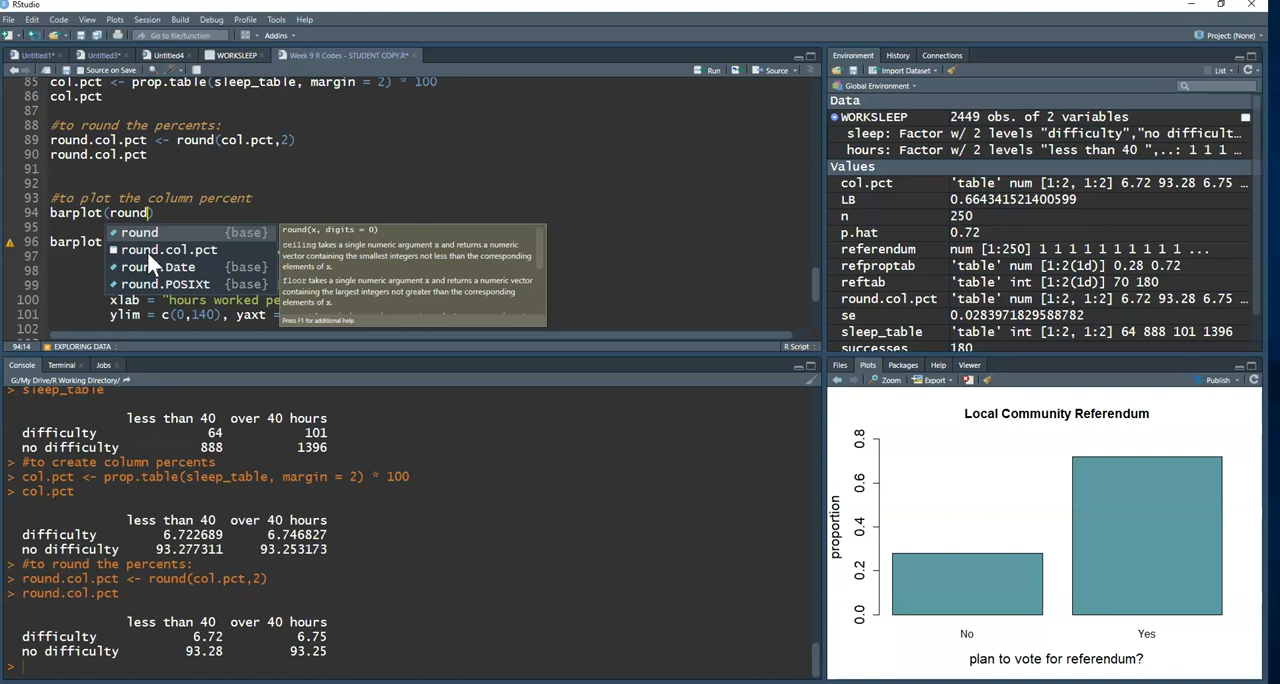 RStudio
File Edit Code View Plots Session Build Debug Profile Tools Help
Go to file/function Addins Project: (None)
Untitled1* Untitled3* Untitled4 WORKSLEEP Week 9 R Codes - STUDENT COPY.R*
Source on Save Run Source
85 col.pct <- prop.table(sleep_table, margin = 2) * 100
86 col.pct
87
88 #to round the percents:
89 round.col.pct <- round(col.pct,2)
90 round.col.pct
91
92
93 #to plot the column percent
94 barplot(round)
95
96 barplot
97
98
99
100 xlab = "hours worked pe
101 ylim = c(0,140), yaxt =
102
round {base}
round.col.pct
round.Date {base}
round.POSIXt {base}
round(x, digits = 0)
ceiling takes a single numeric argument x and returns a numeric
vector containing the smallest integers not less than the corresponding
elements of x.
floor takes a single numeric argument x and returns a numeric vector
containing the largest integers not greater than the corresponding
elements of x.
Press F1 for additional help
94:14 EXPLORING DATA R Script
Console Terminal Jobs
G:/My Drive/R Working Directory/
> sleep_table
less than 40 over 40 hours
difficulty 64 101
no difficulty 888 1396
> #to create column percents
> col.pct <- prop.table(sleep_table, margin = 2) * 100
> col.pct
less than 40 over 40 hours
difficulty 6.722689 6.746827
no difficulty 93.277311 93.253173
> #to round the percents:
> round.col.pct <- round(col.pct,2)
> round.col.pct
less than 40 over 40 hours
difficulty 6.72 6.75
no difficulty 93.28 93.25
>
Environment History Connections
Import Dataset List
Global Environment
Data
WORKSLEEP 2449 obs. of 2 variables
sleep: Factor w/ 2 levels "difficulty","no difficult…
hours: Factor w/ 2 levels "less than 40 ",..: 1 1 1 …
Values
col.pct 'table' num [1:2, 1:2] 6.72 93.28 6.75 …
LB 0.664341521400599
n 250
p.hat 0.72
referendum num [1:250] 1 1 1 1 1 1 1 1 1 1 ...
refproptab 'table' num [1:2(1d)] 0.28 0.72
reftab 'table' int [1:2(1d)] 70 180
round.col.pct 'table' num [1:2, 1:2] 6.72 93.28 6.75 …
se 0.0283971829588782
sleep_table 'table' int [1:2, 1:2] 64 888 101 1396
successes 180
Files Plots Packages Help Viewer
Zoom Export Publish
Local Community Referendum
proportion
0.8
0.6
0.4
0.2
0.0
No Yes
plan to vote for referendum?